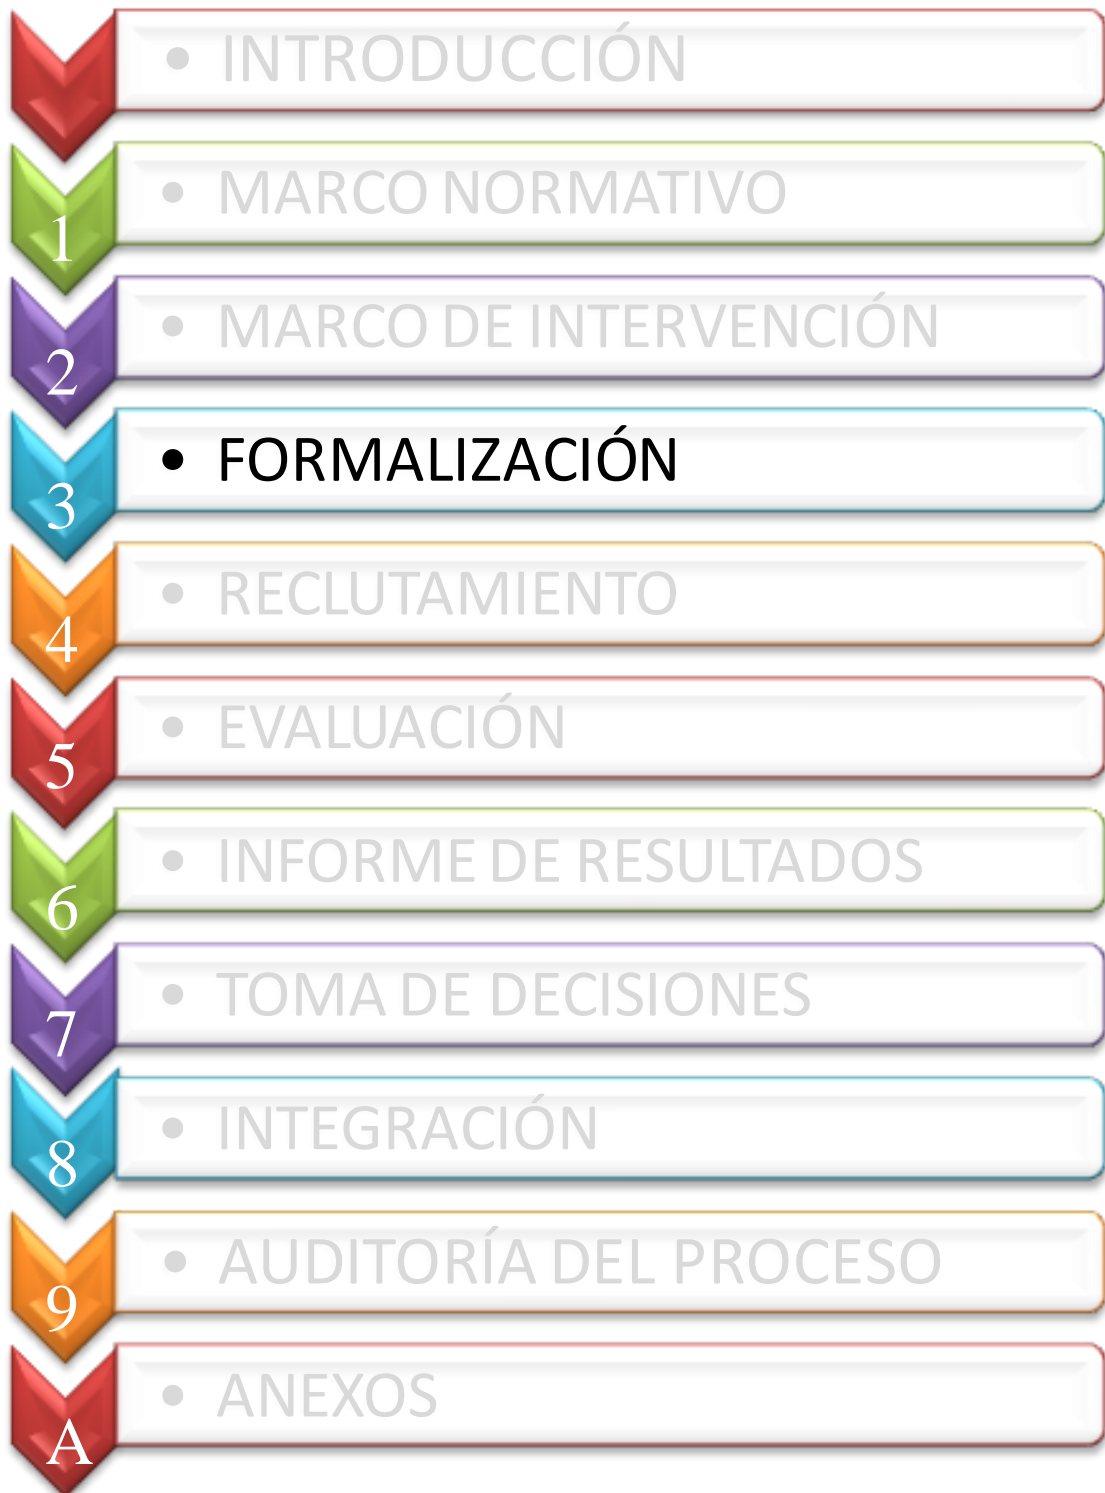 • INTRODUCCIÓN
1 • MARCO NORMATIVO
2 • MARCO DE INTERVENCIÓN
3 • FORMALIZACIÓN
4 • RECLUTAMIENTO
5 • EVALUACIÓN
6 • INFORME DE RESULTADOS
7 • TOMA DE DECISIONES
8 • INTEGRACIÓN
9 • AUDITORÍA DEL PROCESO
A • ANEXOS